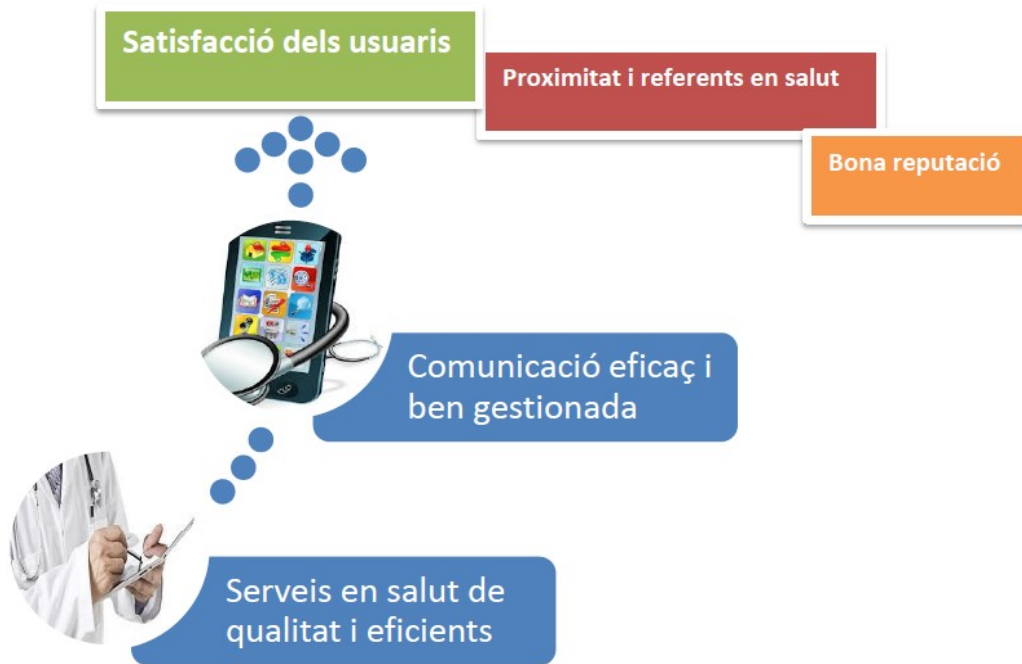 Satisfacció dels usuaris
Proximitat i referents en salut
Bona reputació
Comunicació eficaç i
ben gestionada
Serveis en salut de
qualitat i eficients